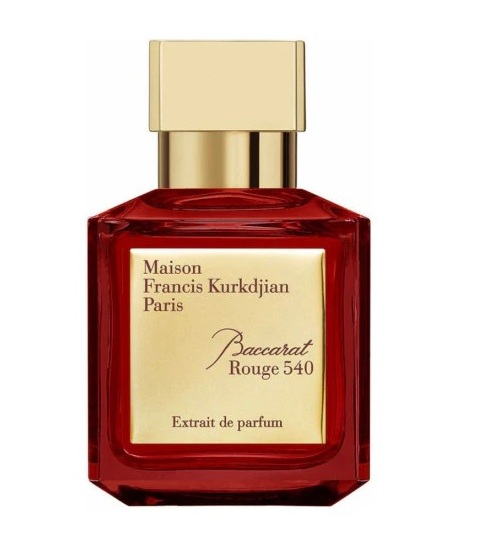 Maison
Francis Kurkdjian
Paris
Baccarat
Rouge 540
Extrait de parfum